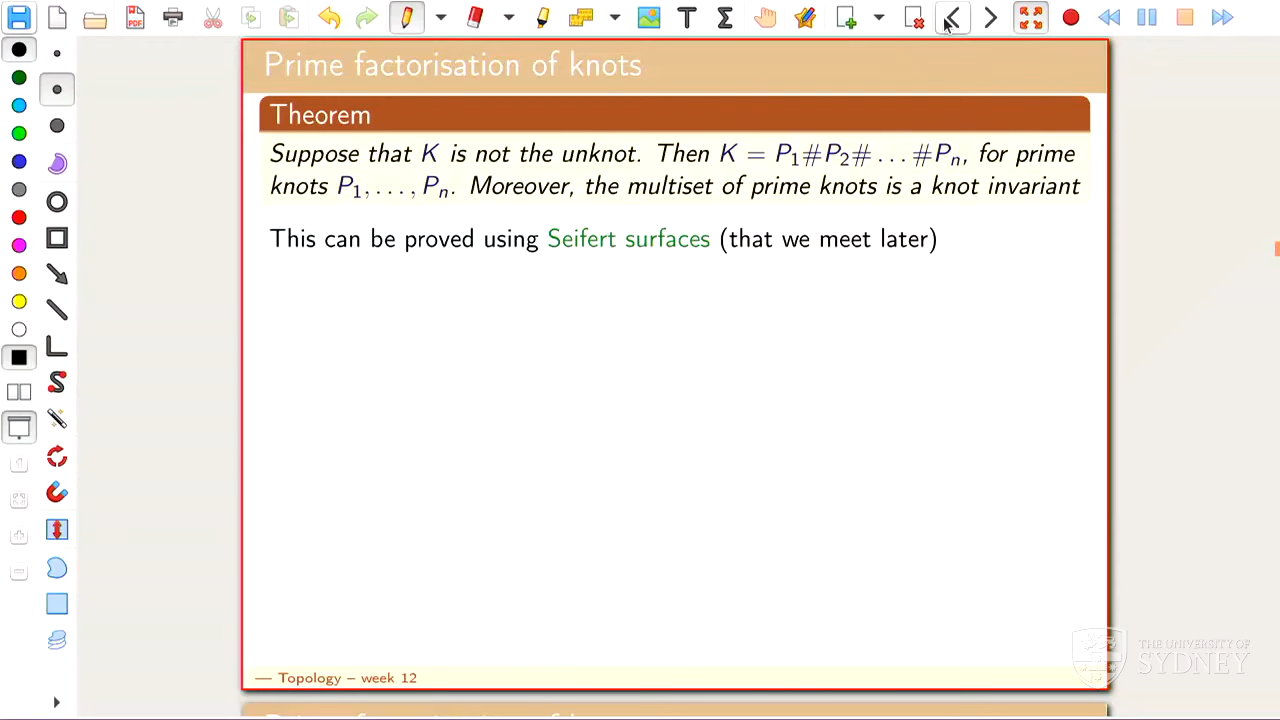 Prime factorisation of knots
Theorem
Suppose that K is not the unknot. Then K = P₁#P₂# . . . #Pₙ, for prime
knots P₁, . . . , Pₙ. Moreover, the multiset of prime knots is a knot invariant
This can be proved using Seifert surfaces (that we meet later)
— Topology – week 12
THE UNIVERSITY OF
SYDNEY